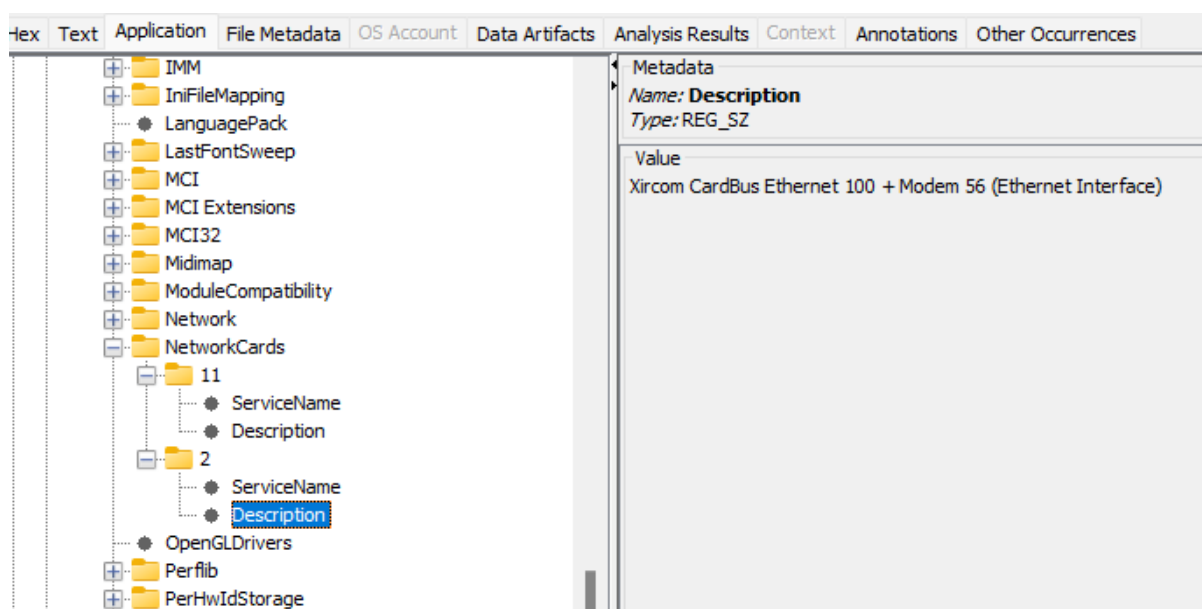 Hex Text Application File Metadata OS Account Data Artifacts Analysis Results Context Annotations Other Occurrences
IMM
IniFileMapping
LanguagePack
LastFontSweep
MCI
MCI Extensions
MCI32
Midimap
ModuleCompatibility
Network
NetworkCards
11
ServiceName
Description
2
ServiceName
Description
OpenGLDrivers
Perflib
PerHwIdStorage
Metadata
Name: Description
Type: REG_SZ
Value
Xircom CardBus Ethernet 100 + Modem 56 (Ethernet Interface)